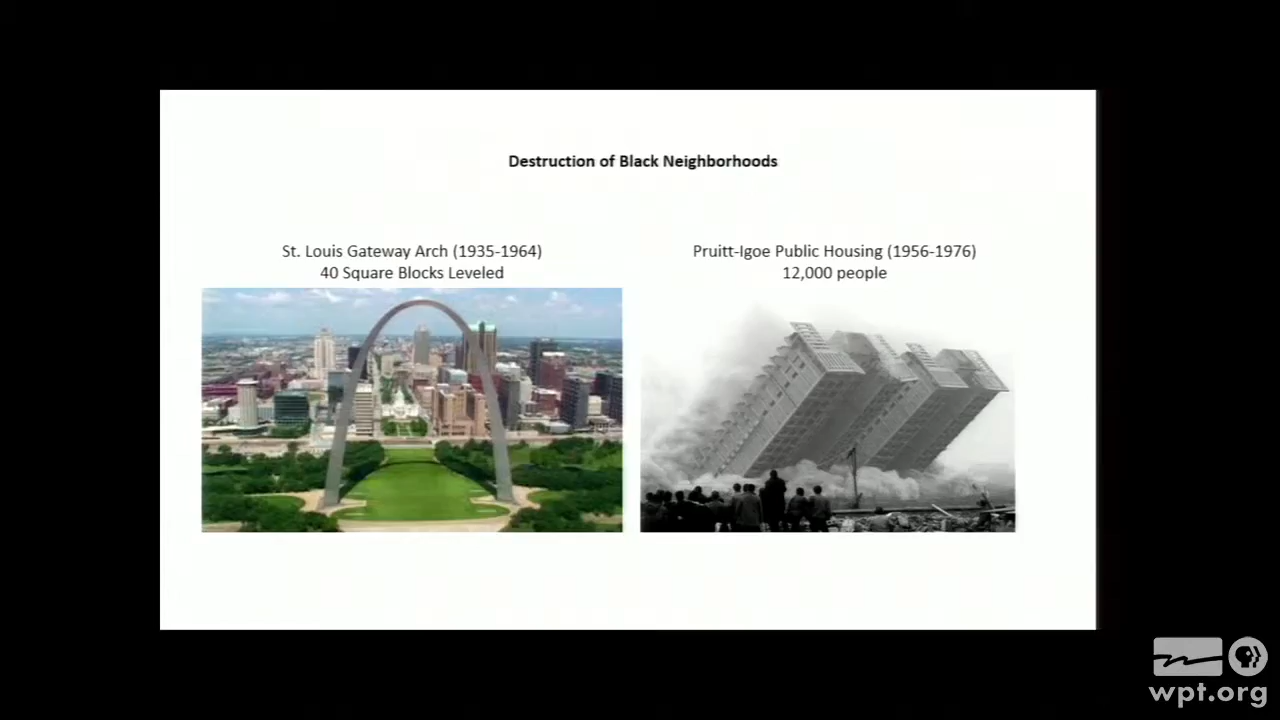 Destruction of Black Neighborhoods
St. Louis Gateway Arch (1935-1964)
40 Square Blocks Leveled
Pruitt-Igoe Public Housing (1956-1976)
12,000 people
wpt.org